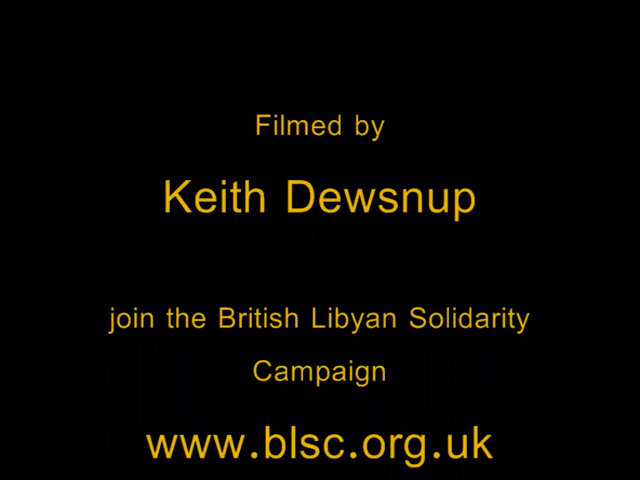 Filmed by
Keith Dewsnup
join the British Libyan Solidarity
Campaign
www.blsc.org.uk